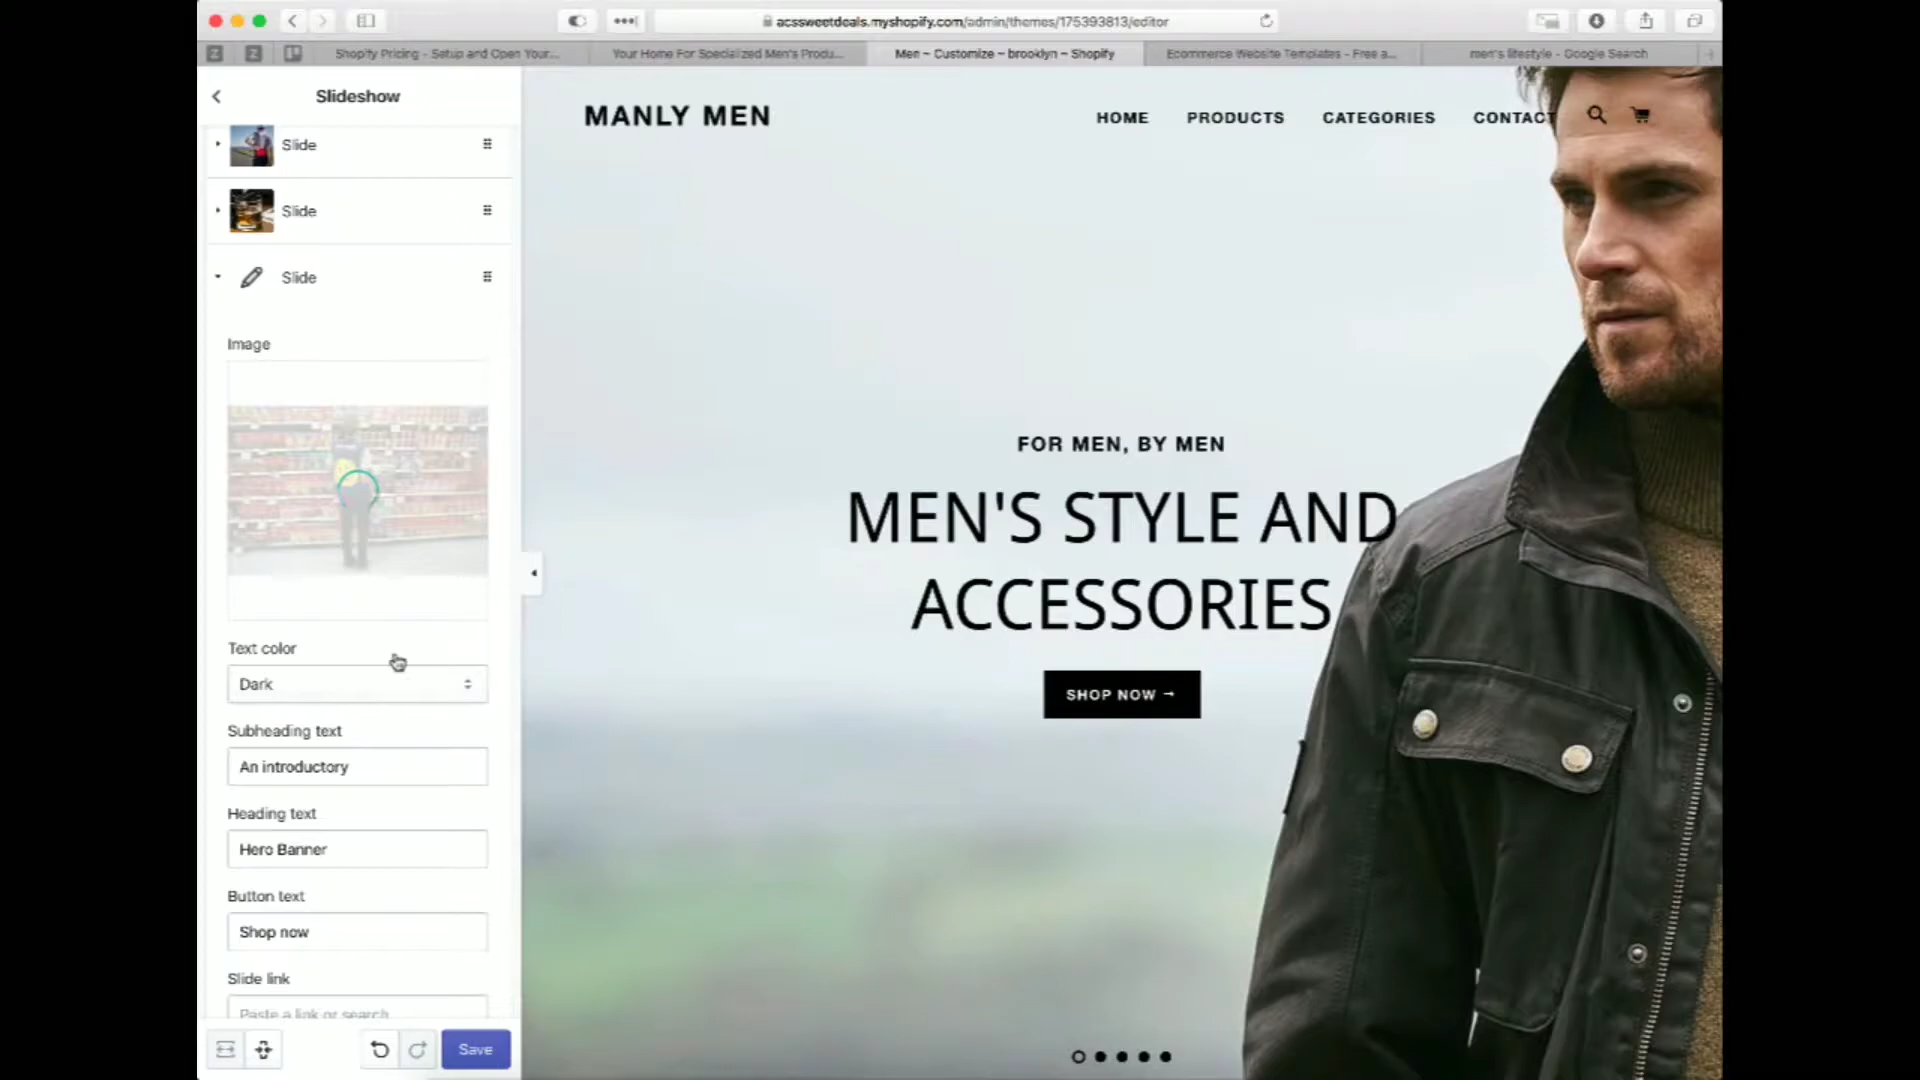 acssweetdeals.myshopify.com/admin/themes/175393813/editor
Shopify Pricing - Setup and Open Your...
Your Home For Specialized Men's Produ...
Men ~ Customize ~ brooklyn ~ Shopify
Ecommerce Website Templates - Free a...
men's lifestyle - Google Search
Slideshow
Slide
Slide
Slide
Image
Text color
Dark
Subheading text
An introductory
Heading text
Hero Banner
Button text
Shop now
Slide link
Paste a link or search
Save
MANLY MEN
HOME
PRODUCTS
CATEGORIES
CONTACT
FOR MEN, BY MEN
MEN'S STYLE AND
ACCESSORIES
SHOP NOW →